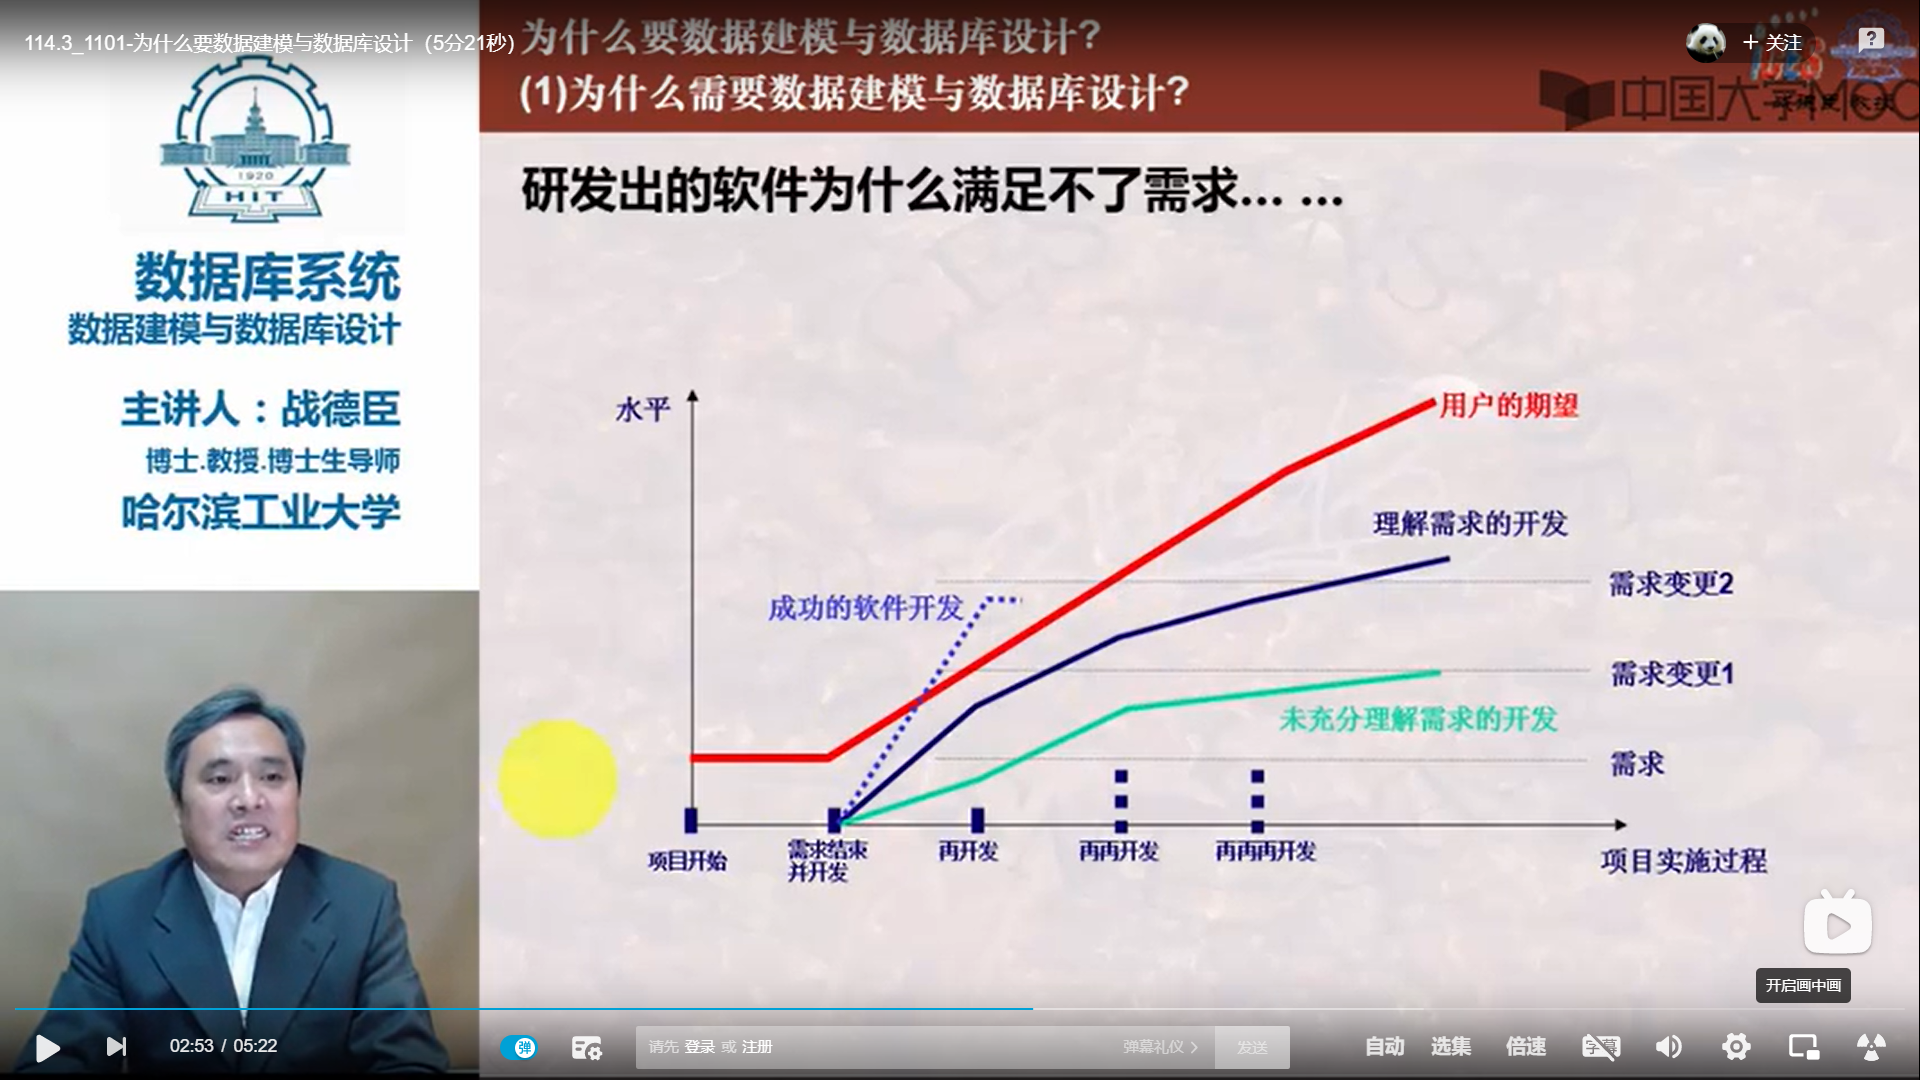 114.3_1101-为什么要数据建模与数据库设计（5分21秒）
为什么要数据建模与数据库设计?
(1)为什么需要数据建模与数据库设计?
+ 关注
中国大学MOOC
1920
HIT
数据库系统
数据建模与数据库设计
主讲人：战德臣
博士.教授.博士生导师
哈尔滨工业大学
研发出的软件为什么满足不了需求... ...
水平
用户的期望
理解需求的开发
需求变更2
成功的软件开发
需求变更1
未充分理解需求的开发
需求
项目开始
需求结束
并开发
再开发
再再开发
再再再开发
项目实施过程
开启画中画
02:53 / 05:22
弹
请先 登录 或 注册
弹幕礼仪 >
发送
自动
选集
倍速
字幕